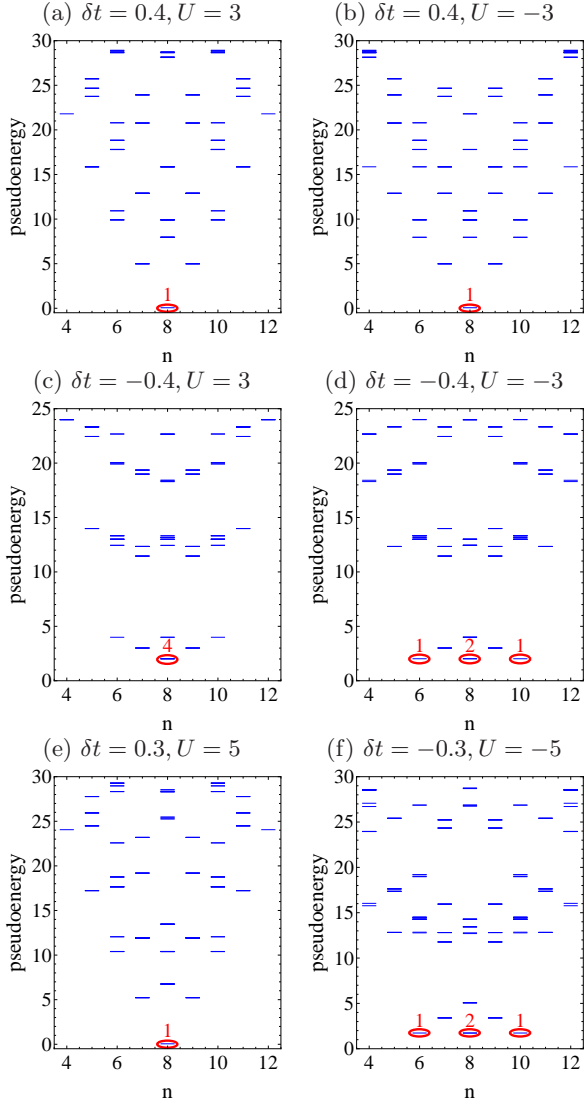 (a) δt = 0.4, U = 3
(b) δt = 0.4, U = −3
pseudoenergy
30
25
20
15
10
5
0
1
4 6 8 10 12
n
pseudoenergy
30
25
20
15
10
5
0
1
4 6 8 10 12
n
(c) δt = −0.4, U = 3
(d) δt = −0.4, U = −3
pseudoenergy
25
20
15
10
5
0
4
4 6 8 10 12
n
pseudoenergy
25
20
15
10
5
0
1 2 1
4 6 8 10 12
n
(e) δt = 0.3, U = 5
(f) δt = −0.3, U = −5
pseudoenergy
30
25
20
15
10
5
0
1
4 6 8 10 12
n
pseudoenergy
30
25
20
15
10
5
0
1 2 1
4 6 8 10 12
n